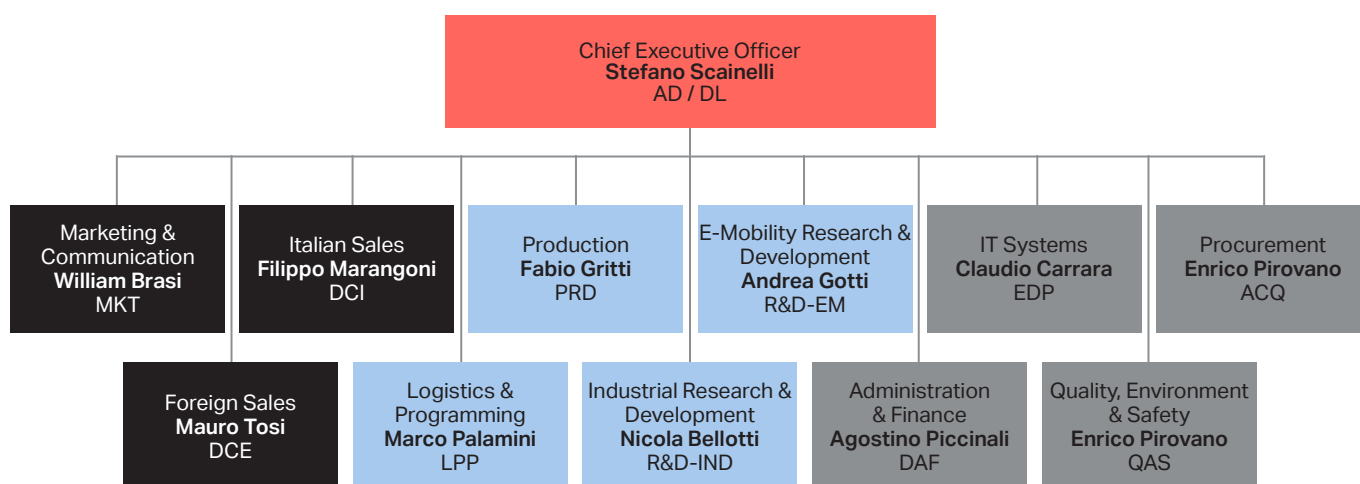 Chief Executive Officer
Stefano Scainelli
AD / DL
Marketing &
Communication
William Brasi
MKT
Italian Sales
Filippo Marangoni
DCI
Production
Fabio Gritti
PRD
E-Mobility Research &
Development
Andrea Gotti
R&D-EM
IT Systems
Claudio Carrara
EDP
Procurement
Enrico Pirovano
ACQ
Foreign Sales
Mauro Tosi
DCE
Logistics &
Programming
Marco Palamini
LPP
Industrial Research &
Development
Nicola Bellotti
R&D-IND
Administration
& Finance
Agostino Piccinali
DAF
Quality, Environment
& Safety
Enrico Pirovano
QAS